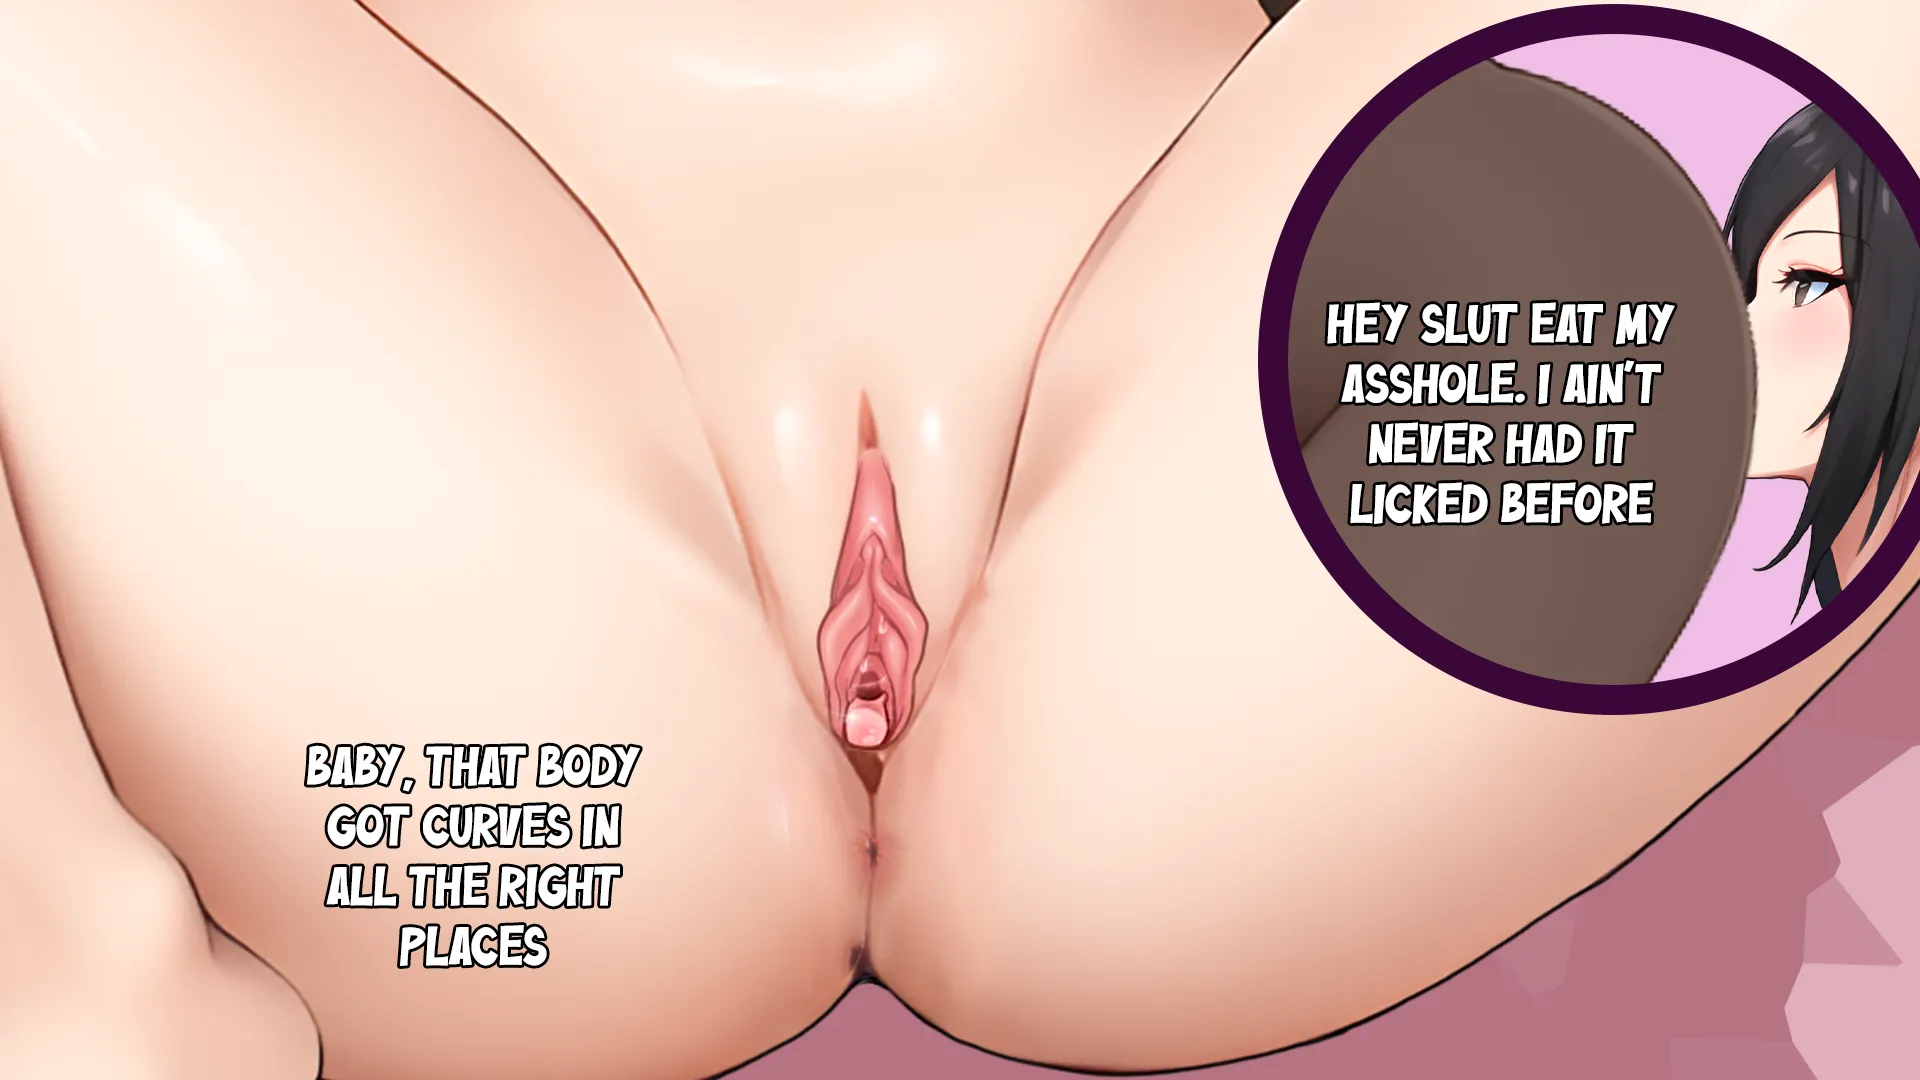 HEY SLUT EAT MY
ASSHOLE. I AIN'T
NEVER HAD IT
LICKED BEFORE
BABY, THAT BODY
GOT CURVES IN
ALL THE RIGHT
PLACES